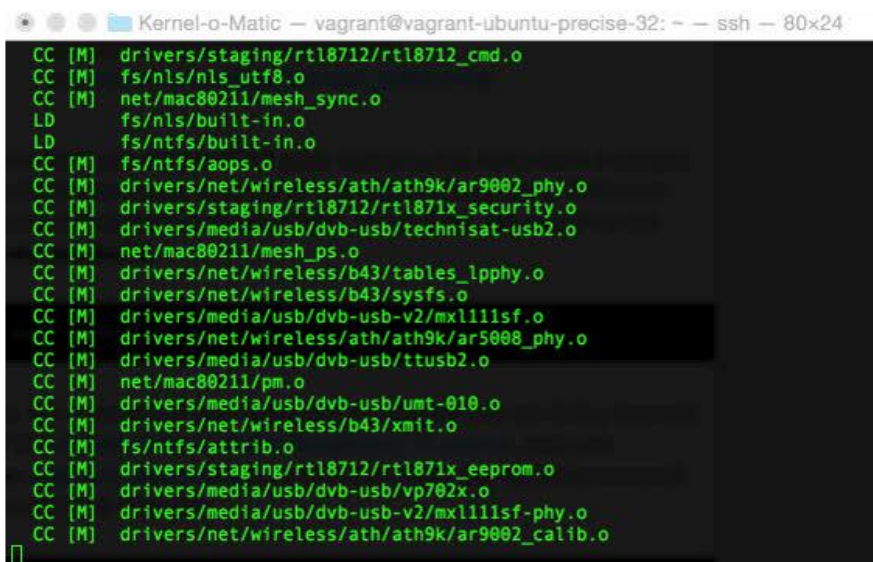 Kernel-o-Matic — vagrant@vagrant-ubuntu-precise-32: ~ — ssh — 80×24
CC [M] drivers/staging/rtl8712/rtl8712_cmd.o
CC [M] fs/nls/nls_utf8.o
CC [M] net/mac80211/mesh_sync.o
LD fs/nls/built-in.o
LD fs/ntfs/built-in.o
CC [M] fs/ntfs/aops.o
CC [M] drivers/net/wireless/ath/ath9k/ar9002_phy.o
CC [M] drivers/staging/rtl8712/rtl871x_security.o
CC [M] drivers/media/usb/dvb-usb/technisat-usb2.o
CC [M] net/mac80211/mesh_ps.o
CC [M] drivers/net/wireless/b43/tables_lpphy.o
CC [M] drivers/net/wireless/b43/sysfs.o
CC [M] drivers/media/usb/dvb-usb-v2/mxl111sf.o
CC [M] drivers/net/wireless/ath/ath9k/ar5008_phy.o
CC [M] drivers/media/usb/dvb-usb/ttusb2.o
CC [M] net/mac80211/pm.o
CC [M] drivers/media/usb/dvb-usb/umt-010.o
CC [M] drivers/net/wireless/b43/xmit.o
CC [M] fs/ntfs/attrib.o
CC [M] drivers/staging/rtl8712/rtl871x_eeprom.o
CC [M] drivers/media/usb/dvb-usb/vp702x.o
CC [M] drivers/media/usb/dvb-usb-v2/mxl111sf-phy.o
CC [M] drivers/net/wireless/ath/ath9k/ar9002_calib.o